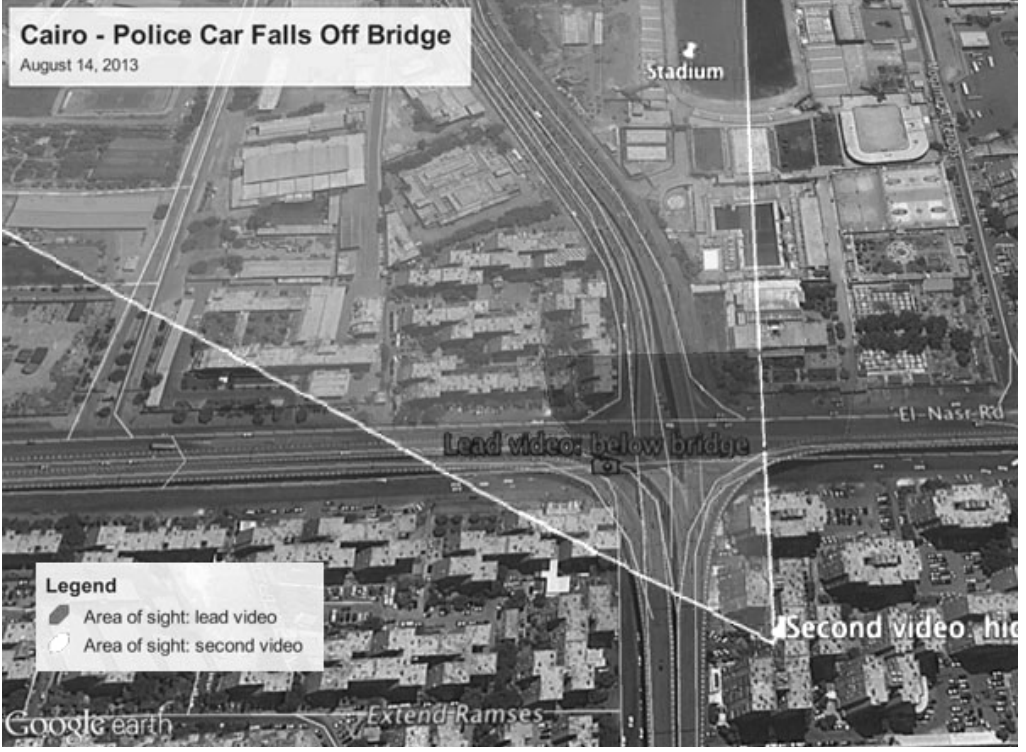 Cairo - Police Car Falls Off Bridge
August 14, 2013
Stadium
El-Nasr Rd
Lead video: below bridge
Legend
Area of sight: lead video
Area of sight: second video
Second video: hig
Extend Ramses
Google earth